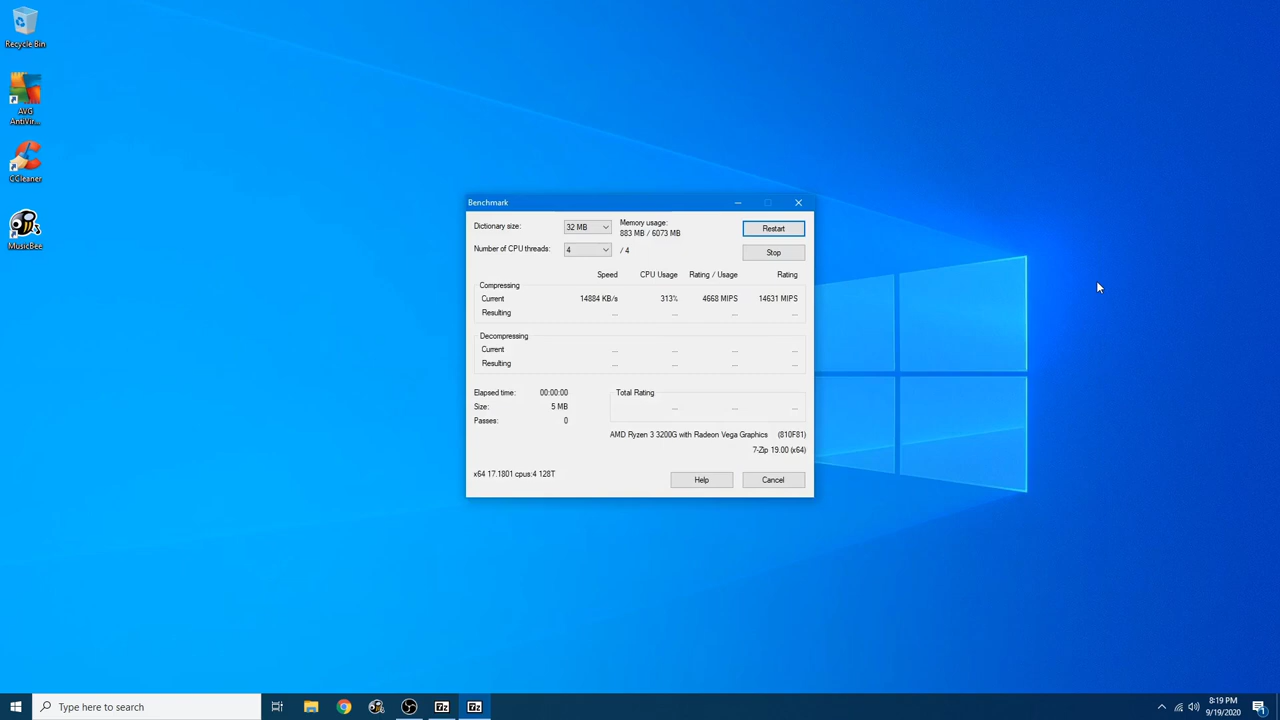 Recycle Bin
AVG
AntiVir...
CCleaner
MusicBee
Benchmark
Dictionary size:
32 MB
Memory usage:
883 MB / 6073 MB
Restart
Number of CPU threads:
4
/ 4
Stop
Speed
CPU Usage
Rating / Usage
Rating
Compressing
Current
14884 KB/s
313%
4668 MIPS
14631 MIPS
Resulting
...
...
...
...
Decompressing
Current
...
...
...
...
Resulting
...
...
...
...
Elapsed time:
00:00:00
Total Rating
Size:
5 MB
...
...
...
Passes:
0
AMD Ryzen 3 3200G with Radeon Vega Graphics
(810F81)
7-Zip 19.00 (x64)
x64 17.1801 cpus:4 128T
Help
Cancel
Type here to search
7z
7z
8:19 PM
9/19/2020
1